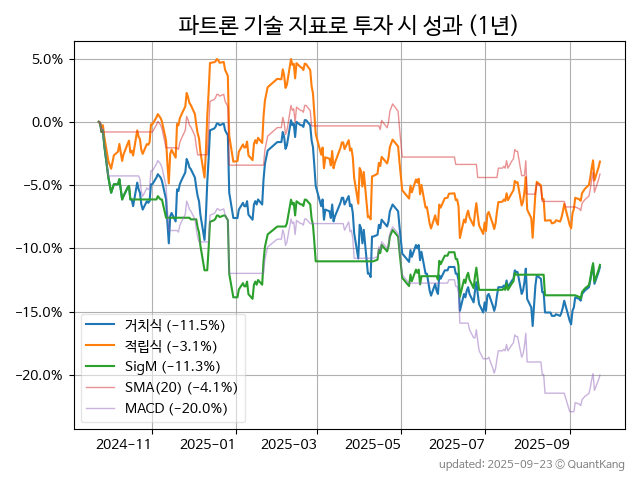 파트론 기술 지표로 투자 시 성과 (1년)
5.0%
0.0%
−5.0%
−10.0%
−15.0%
−20.0%
거치식 (−11.5%)
적립식 (−3.1%)
SigM (−11.3%)
SMA(20) (−4.1%)
MACD (−20.0%)
2024−11
2025−01
2025−03
2025−05
2025−07
2025−09
updated: 2025-09-23 © QuantKang